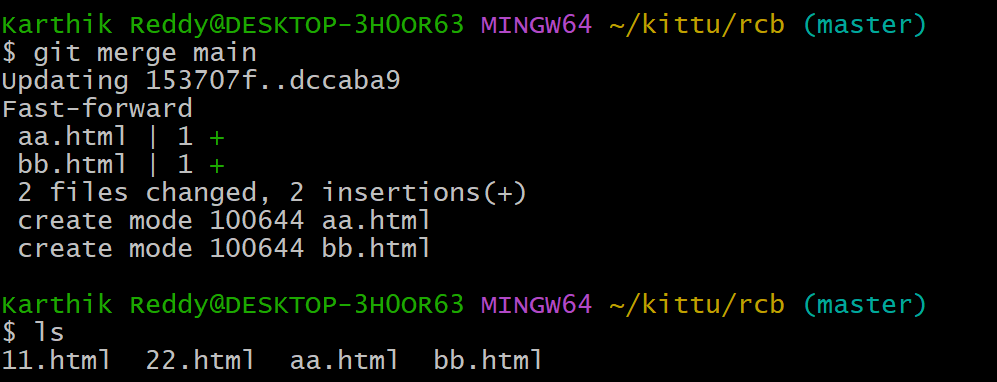 Karthik Reddy@DESKTOP-3H0OR63 MINGW64 ~/kittu/rcb (master)
$ git merge main
Updating 153707f..dccaba9
Fast-forward
 aa.html | 1 +
 bb.html | 1 +
 2 files changed, 2 insertions(+)
 create mode 100644 aa.html
 create mode 100644 bb.html
Karthik Reddy@DESKTOP-3H0OR63 MINGW64 ~/kittu/rcb (master)
$ ls
11.html  22.html  aa.html  bb.html